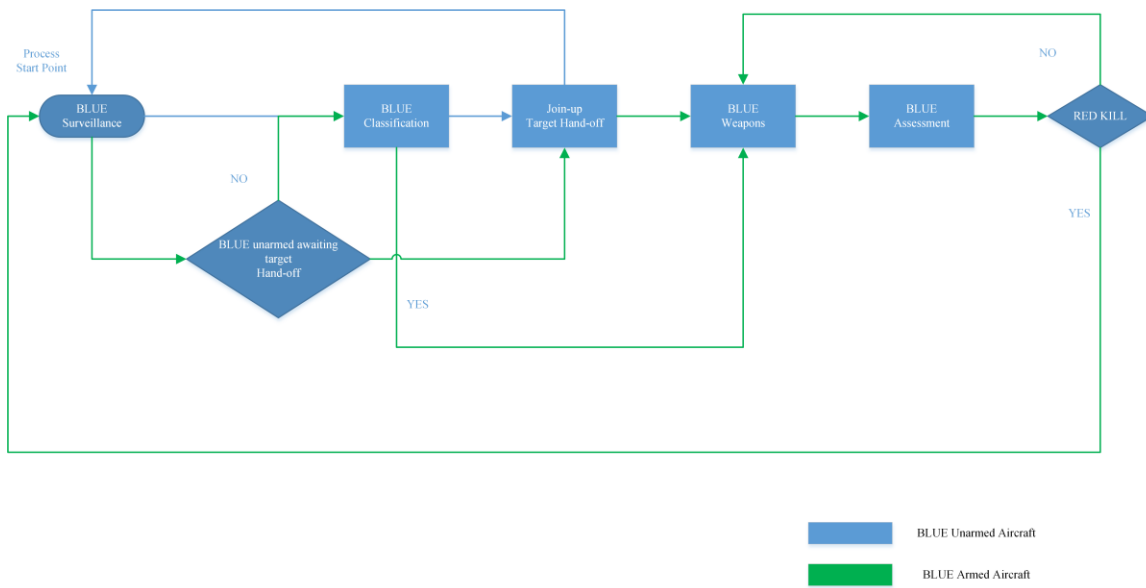 Process
Start Point
BLUE
Surveillance
BLUE
Classification
Join-up
Target Hand-off
BLUE
Weapons
BLUE
Assessment
RED KILL
NO
YES
NO
BLUE unarmed awaiting
target
Hand-off
YES
BLUE Unarmed Aircraft
BLUE Armed Aircraft